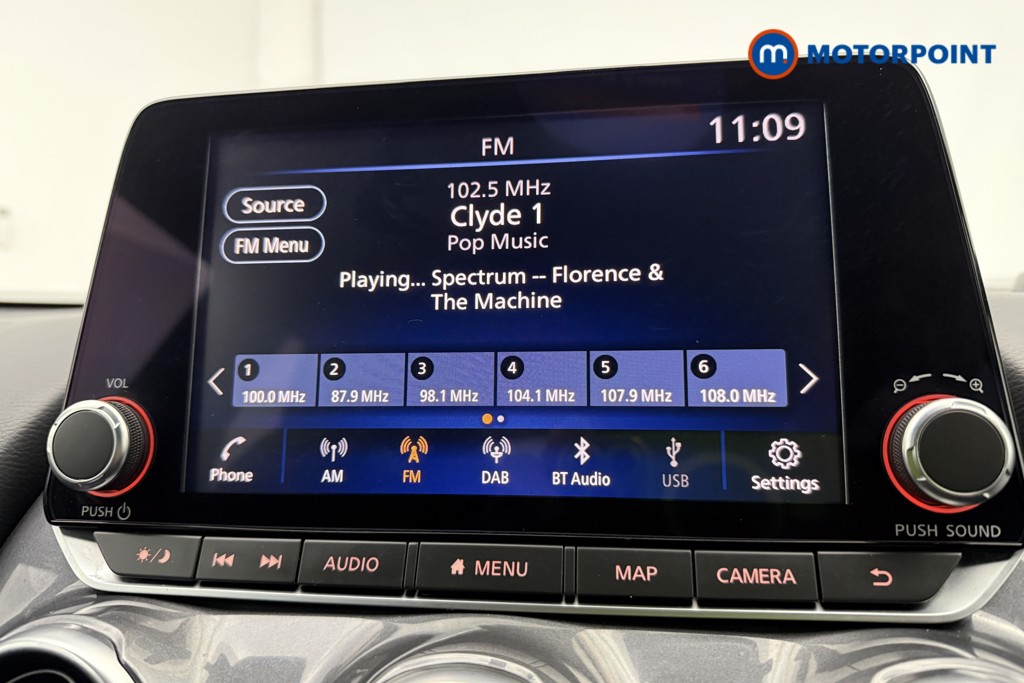 m MOTORPOINT
11:09
FM
102.5 MHz
Source
Clyde 1
FM Menu
Pop Music
Playing... Spectrum -- Florence &
The Machine
1 2 3 4 5 6
100.0 MHz 87.9 MHz 98.1 MHz 104.1 MHz 107.9 MHz 108.0 MHz
VOL
Phone AM FM DAB BT Audio USB Settings
PUSH
PUSH SOUND
AUDIO MENU MAP CAMERA